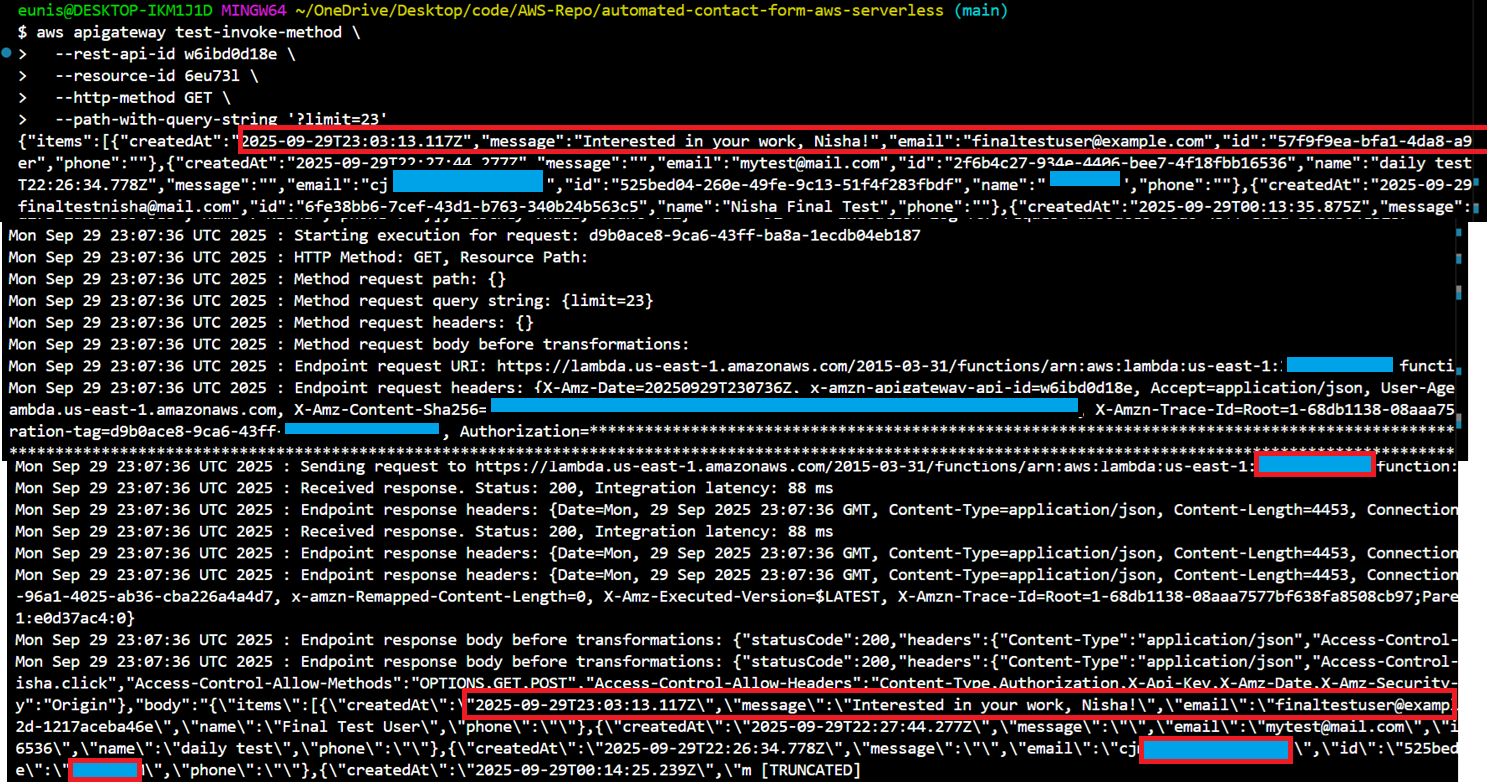 eunis@DESKTOP-IKM1J1D MINGW64 ~/OneDrive/Desktop/code/AWS-Repo/automated-contact-form-aws-serverless (main)
$ aws apigateway test-invoke-method \
>   --rest-api-id w6ibd0d18e \
>   --resource-id 6eu73l \
>   --http-method GET \
>   --path-with-query-string '?limit=23'
{"items":[{"createdAt":"2025-09-29T23:03:13.117Z","message":"Interested in your work, Nisha!","email":"finaltestuser@example.com","id":"57f9f9ea-bfa1-4da8-a9
er","phone":""},{"createdAt":"2025-09-29T22:27:44.277Z","message":"","email":"mytest@mail.com","id":"2f6b4c27-934e-4406-bee7-4f18fbb16536","name":"daily test
T22:26:34.778Z","message":"","email":"cj ","id":"525bed04-260e-49fe-9c13-51f4f283fbdf","name":" ","phone":""},{"createdAt":"2025-09-29
finaltestnisha@mail.com","id":"6fe38bb6-7cef-43d1-b763-340b24b563c5","name":"Nisha Final Test","phone":""},{"createdAt":"2025-09-29T00:13:35.875Z","message":
Mon Sep 29 23:07:36 UTC 2025 : Starting execution for request: d9b0ace8-9ca6-43ff-ba8a-1ecdb04eb187
Mon Sep 29 23:07:36 UTC 2025 : HTTP Method: GET, Resource Path:
Mon Sep 29 23:07:36 UTC 2025 : Method request path: {}
Mon Sep 29 23:07:36 UTC 2025 : Method request query string: {limit=23}
Mon Sep 29 23:07:36 UTC 2025 : Method request headers: {}
Mon Sep 29 23:07:36 UTC 2025 : Method request body before transformations:
Mon Sep 29 23:07:36 UTC 2025 : Endpoint request URI: https://lambda.us-east-1.amazonaws.com/2015-03-31/functions/arn:aws:lambda:us-east-1: functi
Mon Sep 29 23:07:36 UTC 2025 : Endpoint request headers: {X-Amz-Date=20250929T230736Z, x-amzn-apigateway-api-id=w6ibd0d18e, Accept=application/json, User-Age
ambda.us-east-1.amazonaws.com, X-Amz-Content-Sha256= , X-Amzn-Trace-Id=Root=1-68db1138-08aaa75
ration-tag=d9b0ace8-9ca6-43ff- , Authorization=**********************************************************************************************
**************************************************************************************************************************************************************
Mon Sep 29 23:07:36 UTC 2025 : Sending request to https://lambda.us-east-1.amazonaws.com/2015-03-31/functions/arn:aws:lambda:us-east-1: function:
Mon Sep 29 23:07:36 UTC 2025 : Received response. Status: 200, Integration latency: 88 ms
Mon Sep 29 23:07:36 UTC 2025 : Endpoint response headers: {Date=Mon, 29 Sep 2025 23:07:36 GMT, Content-Type=application/json, Content-Length=4453, Connection
Mon Sep 29 23:07:36 UTC 2025 : Received response. Status: 200, Integration latency: 88 ms
Mon Sep 29 23:07:36 UTC 2025 : Endpoint response headers: {Date=Mon, 29 Sep 2025 23:07:36 GMT, Content-Type=application/json, Content-Length=4453, Connection
Mon Sep 29 23:07:36 UTC 2025 : Endpoint response headers: {Date=Mon, 29 Sep 2025 23:07:36 GMT, Content-Type=application/json, Content-Length=4453, Connection
-96a1-4025-ab36-cba226a4a4d7, x-amzn-Remapped-Content-Length=0, X-Amz-Executed-Version=$LATEST, X-Amzn-Trace-Id=Root=1-68db1138-08aaa7577bf638fa8508cb97;Pare
1:e0d37ac4:0}
Mon Sep 29 23:07:36 UTC 2025 : Endpoint response body before transformations: {"statusCode":200,"headers":{"Content-Type":"application/json","Access-Control-
Mon Sep 29 23:07:36 UTC 2025 : Endpoint response body before transformations: {"statusCode":200,"headers":{"Content-Type":"application/json","Access-Control-
isha.click","Access-Control-Allow-Methods":"OPTIONS,GET,POST","Access-Control-Allow-Headers":"Content-Type,Authorization,X-Api-Key,X-Amz-Date,X-Amz-Security-
y":"Origin"},"body":"{\"items\":[{\"createdAt\":\"2025-09-29T23:03:13.117Z\",\"message\":\"Interested in your work, Nisha!\",\"email\":\"finaltestuser@exampl
2d-1217aceba46e\",\"name\":\"Final Test User\",\"phone\":\"\"},{\"createdAt\":\"2025-09-29T22:27:44.277Z\",\"message\":\"\",\"email\":\"mytest@mail.com\",\"i
6536\",\"name\":\"daily test\",\"phone\":\"\"},{\"createdAt\":\"2025-09-29T22:26:34.778Z\",\"message\":\"\",\"email\":\"cj \",\"id\":\"525bed
e\":\" \",\"phone\":\"\"},{\"createdAt\":\"2025-09-29T00:14:25.239Z\",\"m [TRUNCATED]